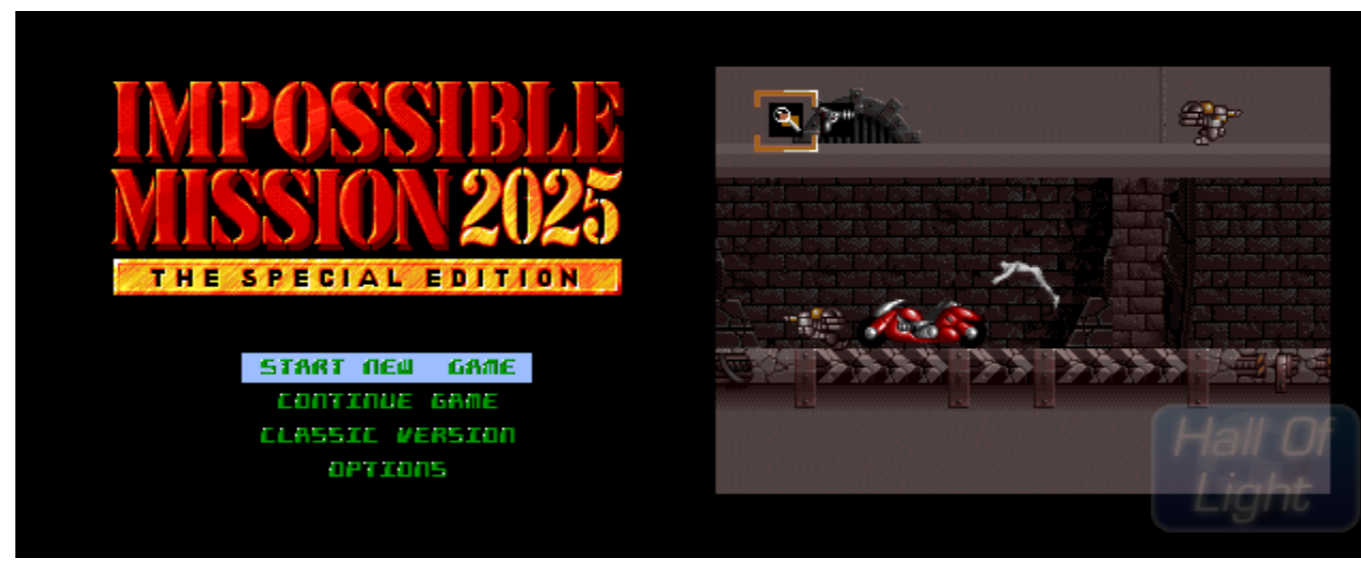 IMPOSSIBLE
MISSION 2025
THE SPECIAL EDITION
START NEW GAME
CONTINUE GAME
CLASSIC VERSION
OPTIONS
Hall Of
Light